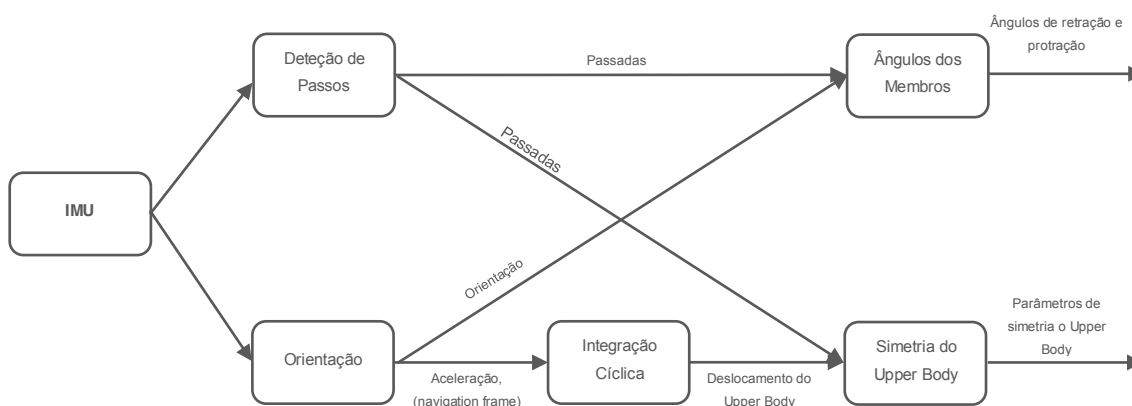 Deteção de
Passos
Passadas
Ângulos dos
Membros
Ângulos de retração e
protração
Passadas
IMU
Orientação
Orientação
Aceleração,
(navigation frame)
Integração
Cíclica
Deslocamento do
Upper Body
Simetria do
Upper Body
Parâmetros de
simetria o Upper
Body